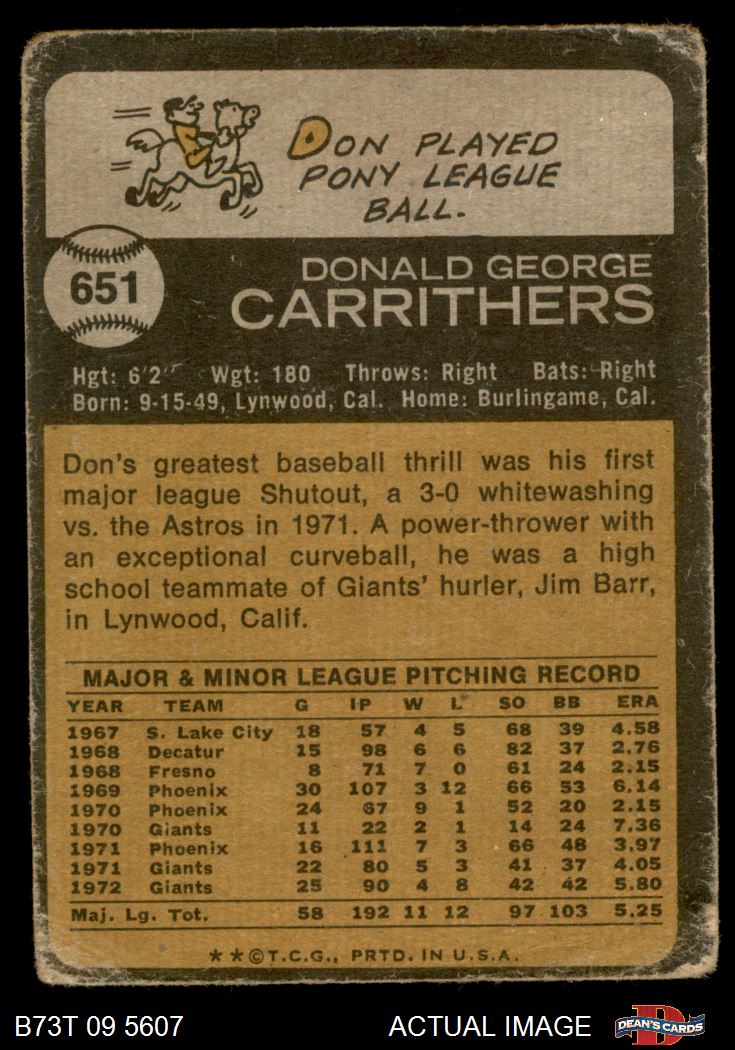 DON PLAYED
PONY LEAGUE
BALL.
651
DONALD GEORGE
CARRITHERS
Hgt: 6'2" Wgt: 180 Throws: Right Bats: Right
Born: 9-15-49, Lynwood, Cal. Home: Burlingame, Cal.
Don's greatest baseball thrill was his first
major league Shutout, a 3-0 whitewashing
vs. the Astros in 1971. A power-thrower with
an exceptional curveball, he was a high
school teammate of Giants' hurler, Jim Barr,
in Lynwood, Calif.
MAJOR & MINOR LEAGUE PITCHING RECORD
YEAR TEAM G IP W L SO BB ERA
1967 S. Lake City 18 57 4 5 68 39 4.58
1968 Decatur 15 98 6 6 82 37 2.76
1968 Fresno 8 71 7 0 61 24 2.15
1969 Phoenix 30 107 3 12 66 53 6.14
1970 Phoenix 24 67 9 1 52 20 2.15
1970 Giants 11 22 2 1 14 24 7.36
1971 Phoenix 16 111 7 3 66 48 3.97
1971 Giants 22 80 5 3 41 37 4.05
1972 Giants 25 90 4 8 42 42 5.80
Maj. Lg. Tot. 58 192 11 12 97 103 5.25
**©T.C.G., PRTD. IN U.S.A.
B73T 09 5607 ACTUAL IMAGE DEAN'S CARDS